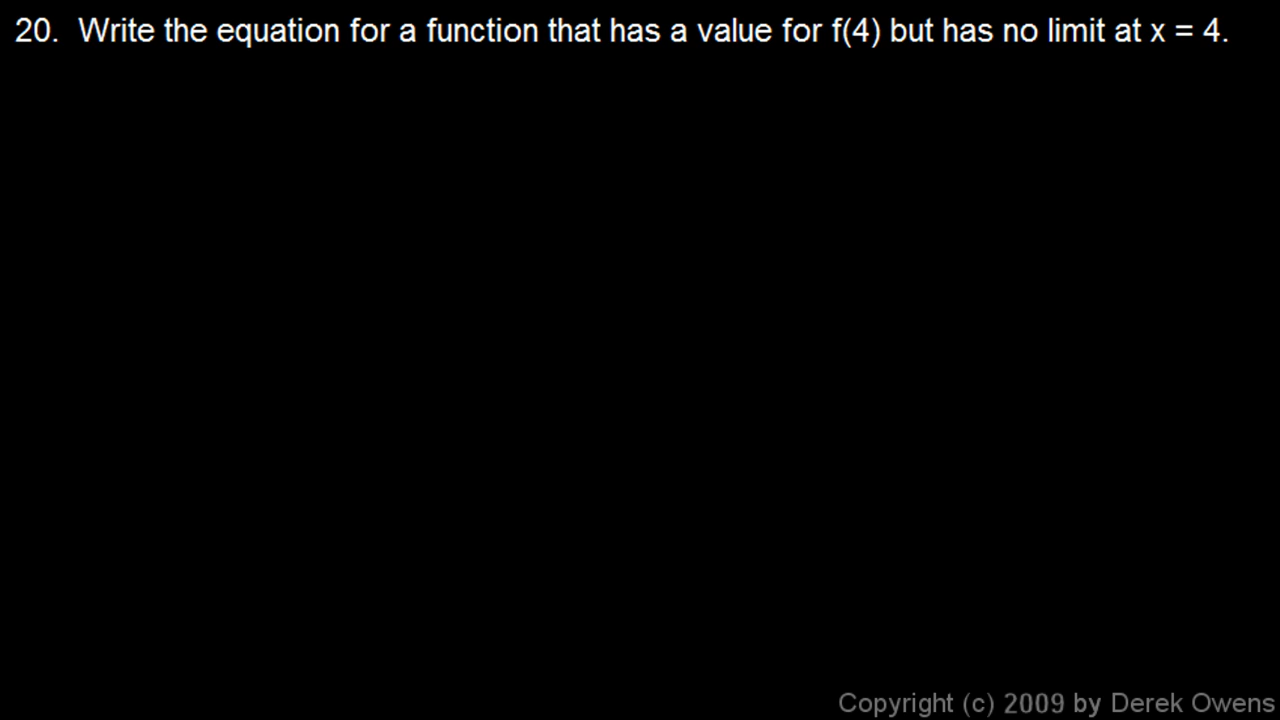 20.  Write the equation for a function that has a value for f(4) but has no limit at x = 4.
Copyright (c) 2009 by Derek Owens